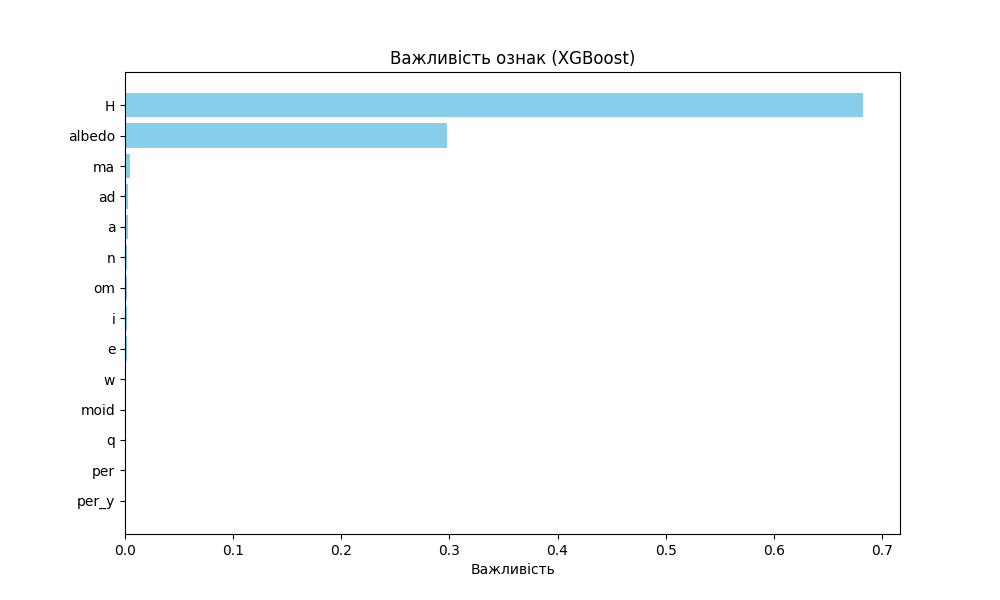 Важливість ознак (XGBoost)
H
albedo
ma
ad
a
n
om
i
e
w
moid
q
per
per_y
0.0 0.1 0.2 0.3 0.4 0.5 0.6 0.7
Важливість